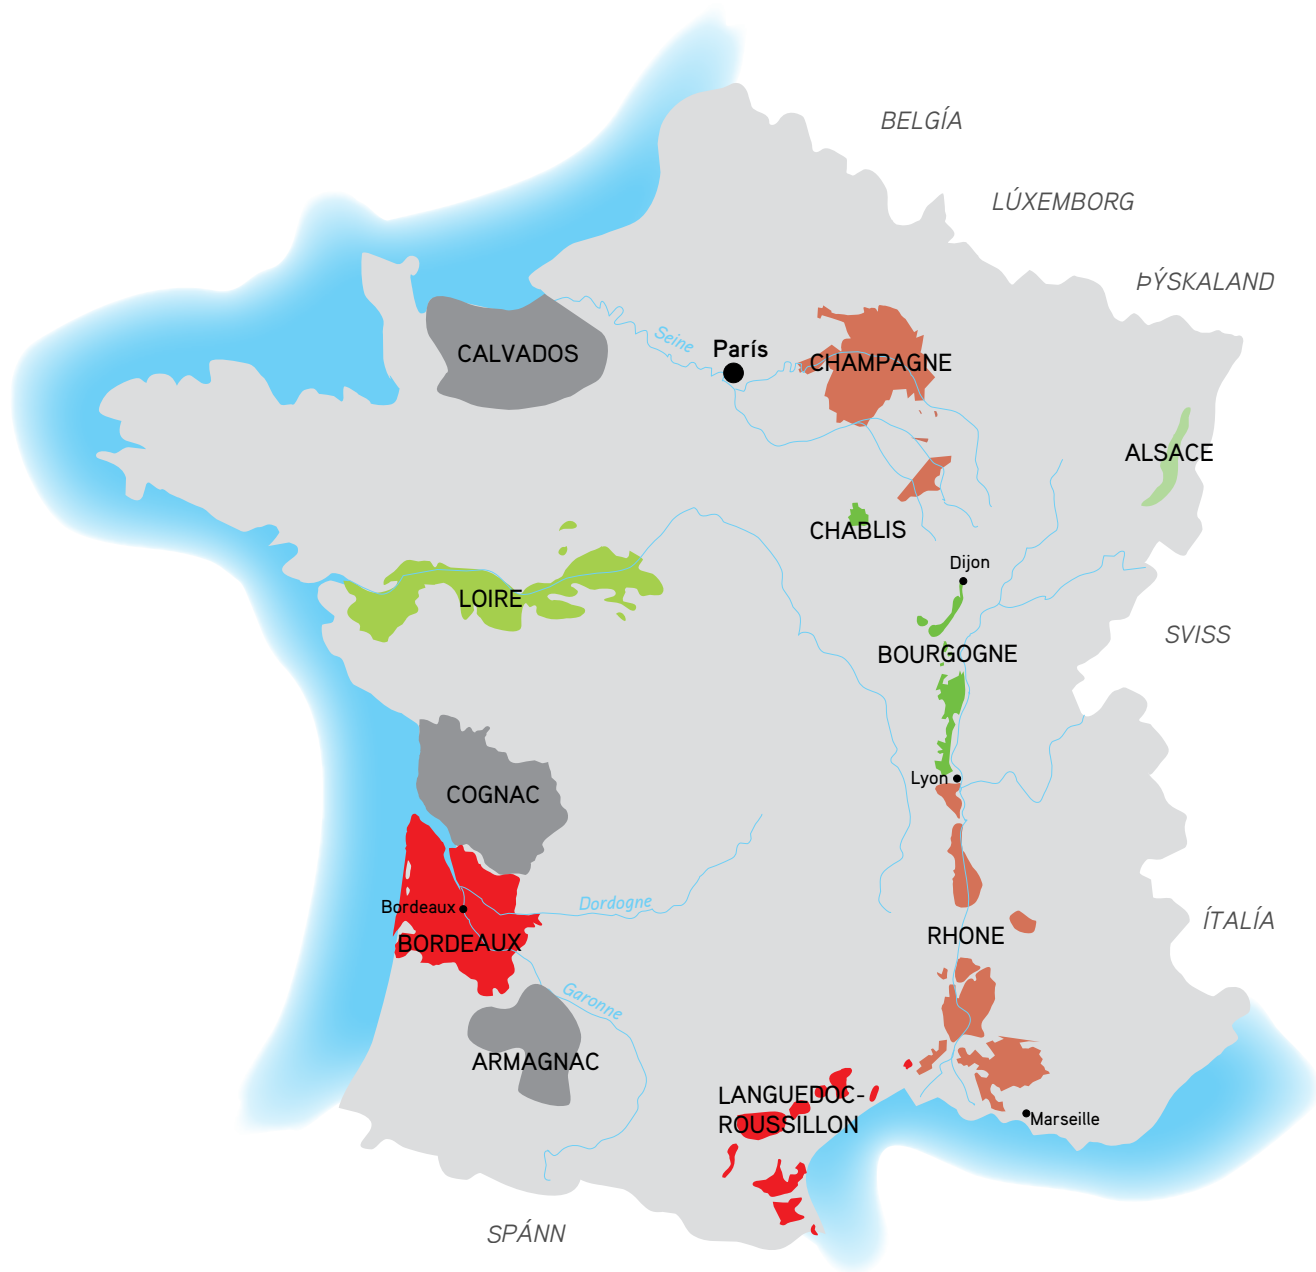 BELGÍA
LÚXEMBORG
ÞÝSKALAND
CALVADOS
Seine
París
CHAMPAGNE
ALSACE
CHABLIS
Dijon
LOIRE
BOURGOGNE
SVISS
Lyon
COGNAC
Dordogne
Bordeaux
BORDEAUX
RHONE
ÍTALÍA
Garonne
ARMAGNAC
LANGUEDOC-
ROUSSILLON
Marseille
SPÁNN